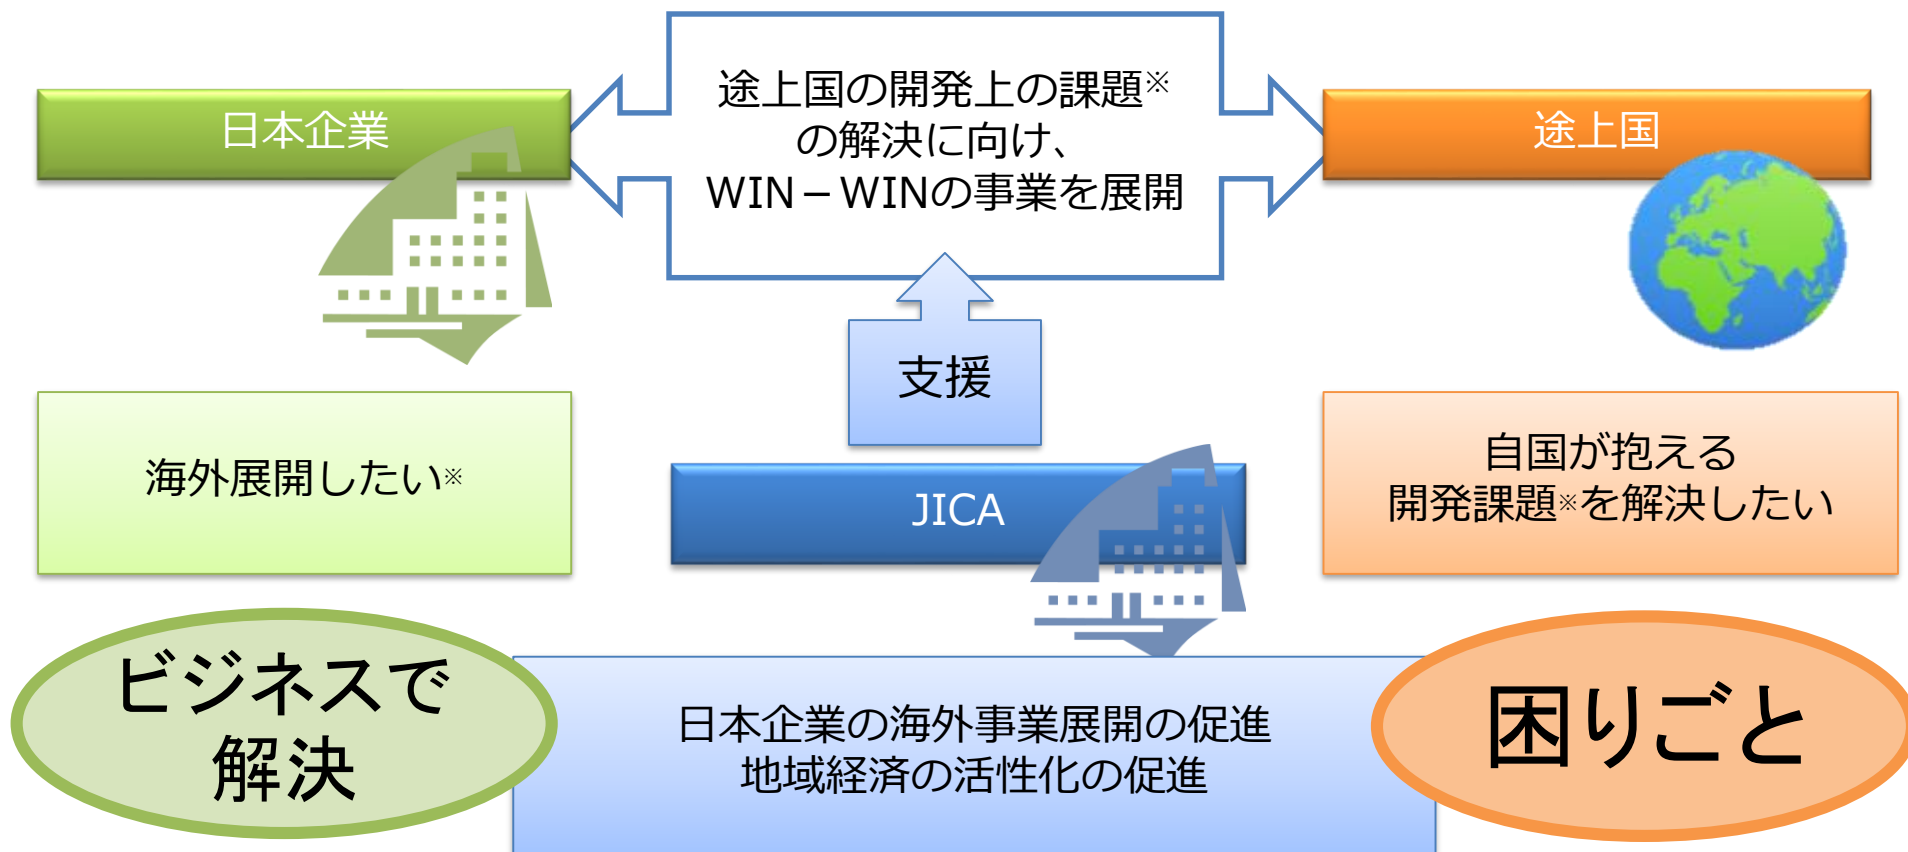 途上国の開発上の課題※
の解決に向け、
WIN－WINの事業を展開
日本企業
途上国
支援
海外展開したい※
JICA
自国が抱える
開発課題※を解決したい
ビジネスで
解決
日本企業の海外事業展開の促進
地域経済の活性化の促進
困りごと